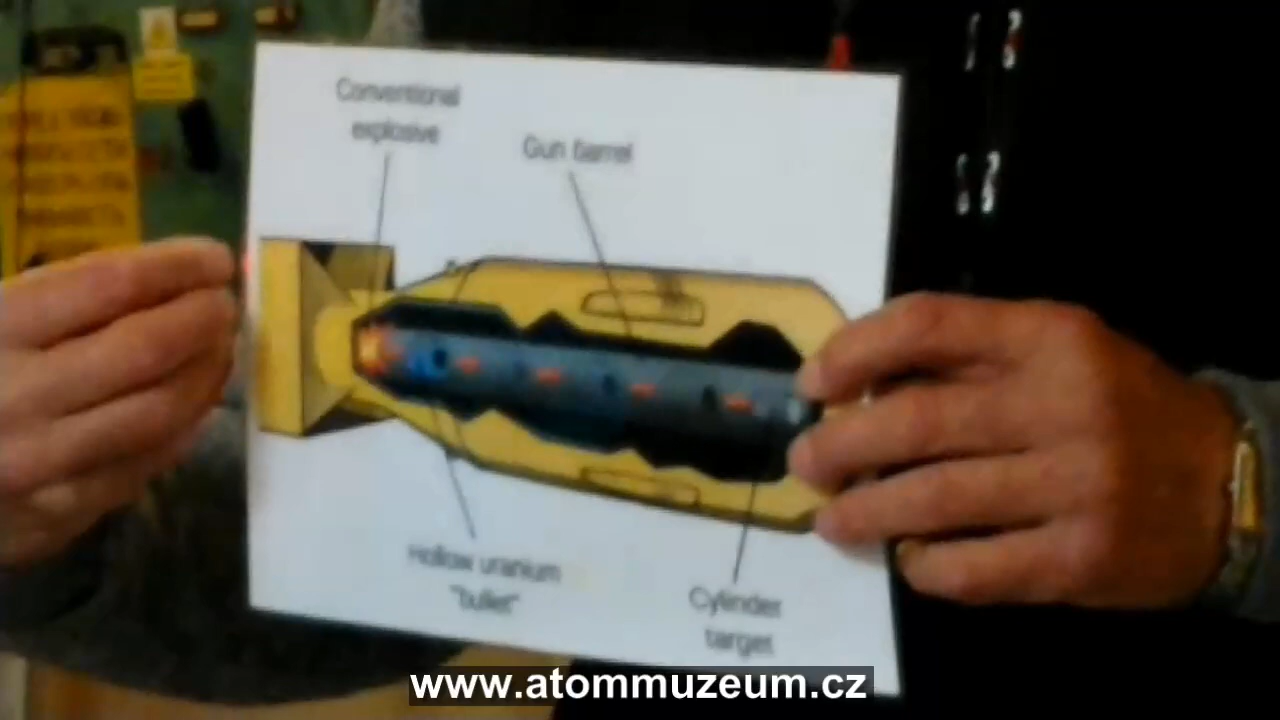 Conventional
explosive
Gun barrel
Hollow uranium
"bullet"
Cylinder
target
www.atommuzeum.cz